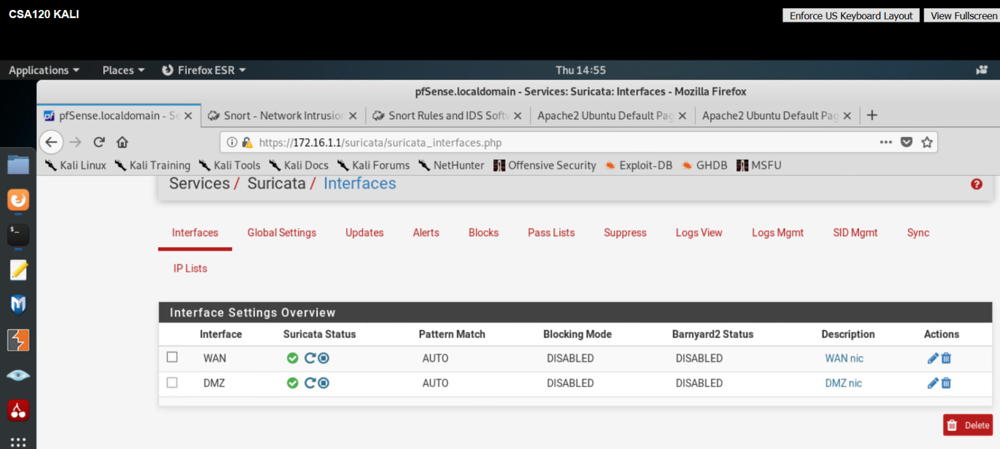 CSA120 KALI
Enforce US Keyboard Layout
View Fullscreen
Applications
Places
Firefox ESR
Thu 14:55
pfSense.localdomain - Services: Suricata: Interfaces - Mozilla Firefox
pfSense.localdomain - Se
Snort - Network Intrusion
Snort Rules and IDS Softw
Apache2 Ubuntu Default Pag
Apache2 Ubuntu Default Pag
https://172.16.1.1/suricata/suricata_interfaces.php
Kali Linux
Kali Training
Kali Tools
Kali Docs
Kali Forums
NetHunter
Offensive Security
Exploit-DB
GHDB
MSFU
Services / Suricata / Interfaces
Interfaces
Global Settings
Updates
Alerts
Blocks
Pass Lists
Suppress
Logs View
Logs Mgmt
SID Mgmt
Sync
IP Lists
Interface Settings Overview
Interface Suricata Status Pattern Match Blocking Mode Barnyard2 Status Description Actions
WAN AUTO DISABLED DISABLED WAN nic
DMZ AUTO DISABLED DISABLED DMZ nic
Delete